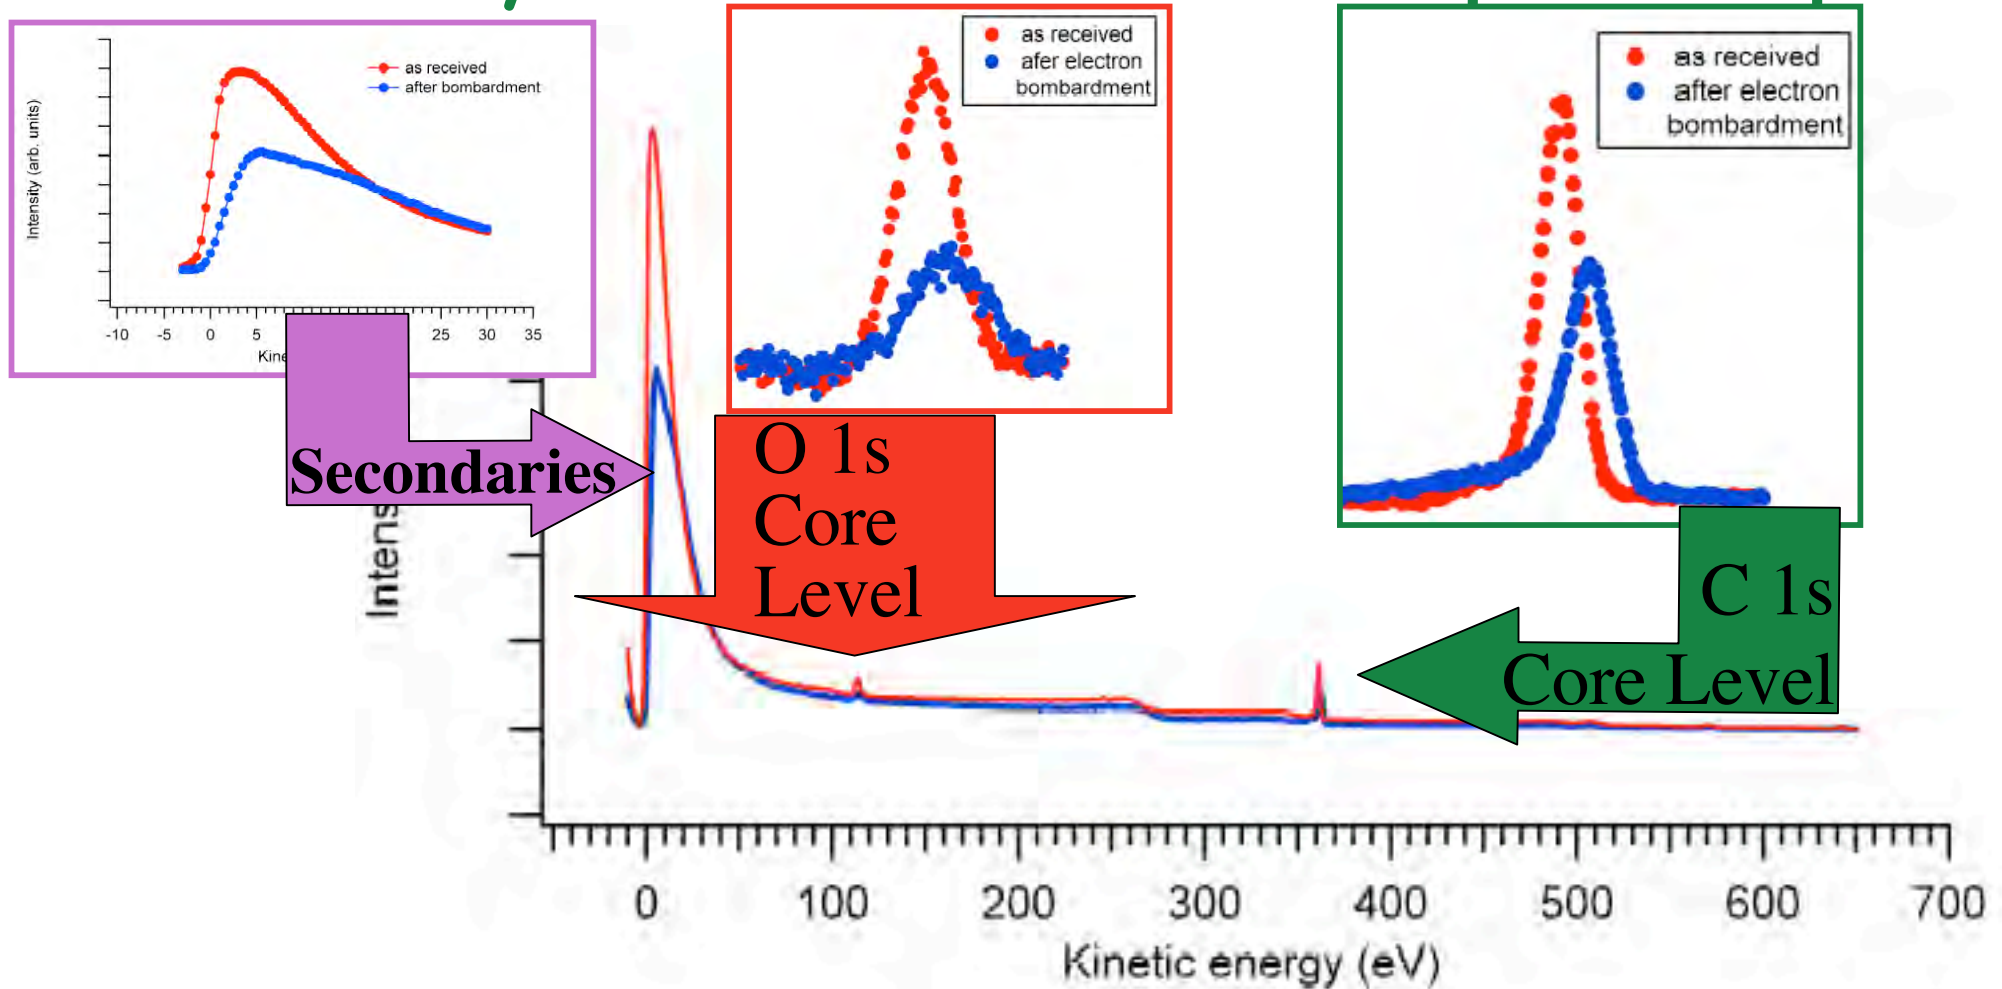 as received
after bombardment
Intensity (arb. units)
-10 -5 0 5 25 30 35
as received
afer electron
bombardment
as received
after electron
bombardment
Secondaries
O 1s
Core
Level
C 1s
Core Level
0 100 200 300 400 500 600 700
Kinetic energy (eV)